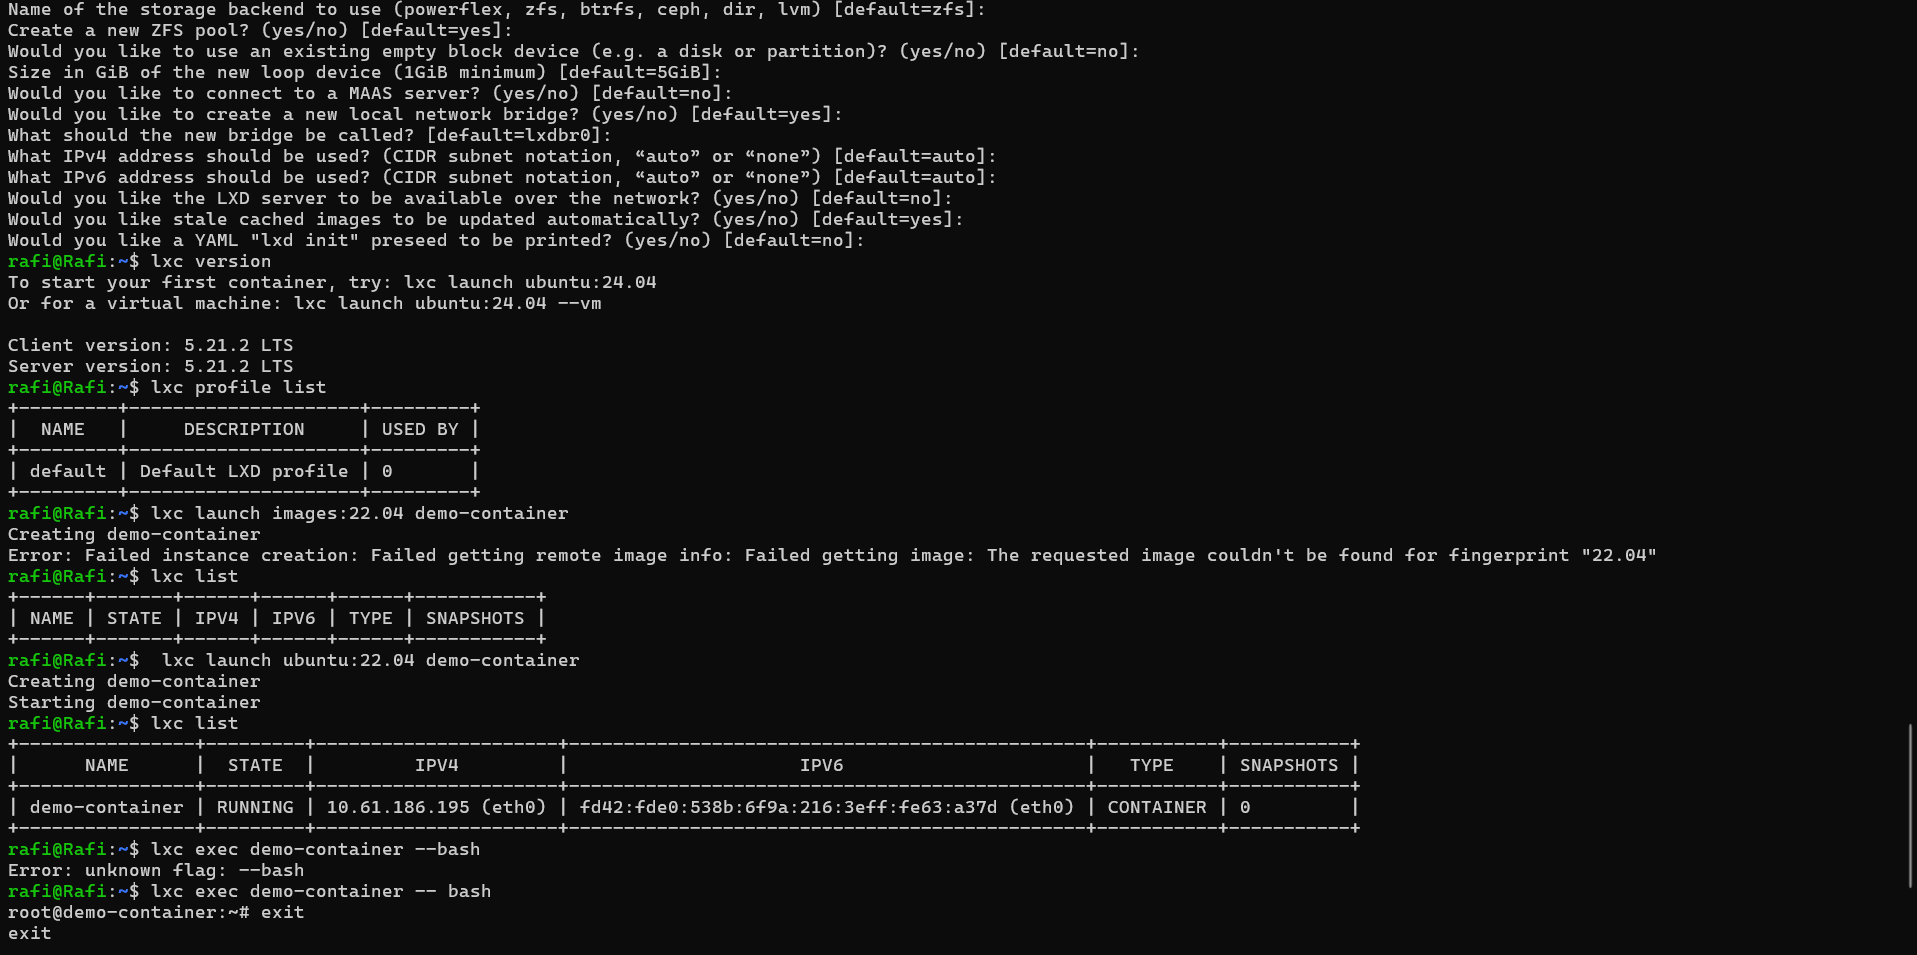 Name of the storage backend to use (powerflex, zfs, btrfs, ceph, dir, lvm) [default=zfs]:
Create a new ZFS pool? (yes/no) [default=yes]:
Would you like to use an existing empty block device (e.g. a disk or partition)? (yes/no) [default=no]:
Size in GiB of the new loop device (1GiB minimum) [default=5GiB]:
Would you like to connect to a MAAS server? (yes/no) [default=no]:
Would you like to create a new local network bridge? (yes/no) [default=yes]:
What should the new bridge be called? [default=lxdbr0]:
What IPv4 address should be used? (CIDR subnet notation, “auto” or “none”) [default=auto]:
What IPv6 address should be used? (CIDR subnet notation, “auto” or “none”) [default=auto]:
Would you like the LXD server to be available over the network? (yes/no) [default=no]:
Would you like stale cached images to be updated automatically? (yes/no) [default=yes]:
Would you like a YAML "lxd init" preseed to be printed? (yes/no) [default=no]:
rafi@Rafi:~$ lxc version
To start your first container, try: lxc launch ubuntu:24.04
Or for a virtual machine: lxc launch ubuntu:24.04 --vm

Client version: 5.21.2 LTS
Server version: 5.21.2 LTS
rafi@Rafi:~$ lxc profile list
+---------+---------------------+---------+
|  NAME   |     DESCRIPTION     | USED BY |
+---------+---------------------+---------+
| default | Default LXD profile | 0       |
+---------+---------------------+---------+
rafi@Rafi:~$ lxc launch images:22.04 demo-container
Creating demo-container
Error: Failed instance creation: Failed getting remote image info: Failed getting image: The requested image couldn't be found for fingerprint "22.04"
rafi@Rafi:~$ lxc list
+------+-------+------+------+------+-----------+
| NAME | STATE | IPV4 | IPV6 | TYPE | SNAPSHOTS |
+------+-------+------+------+------+-----------+
rafi@Rafi:~$  lxc launch ubuntu:22.04 demo-container
Creating demo-container
Starting demo-container
rafi@Rafi:~$ lxc list
+----------------+---------+----------------------+-----------------------------------------------+-----------+-----------+
|      NAME      |  STATE  |         IPV4         |                     IPV6                      |   TYPE    | SNAPSHOTS |
+----------------+---------+----------------------+-----------------------------------------------+-----------+-----------+
| demo-container | RUNNING | 10.61.186.195 (eth0) | fd42:fde0:538b:6f9a:216:3eff:fe63:a37d (eth0) | CONTAINER | 0         |
+----------------+---------+----------------------+-----------------------------------------------+-----------+-----------+
rafi@Rafi:~$ lxc exec demo-container --bash
Error: unknown flag: --bash
rafi@Rafi:~$ lxc exec demo-container -- bash
root@demo-container:~# exit
exit